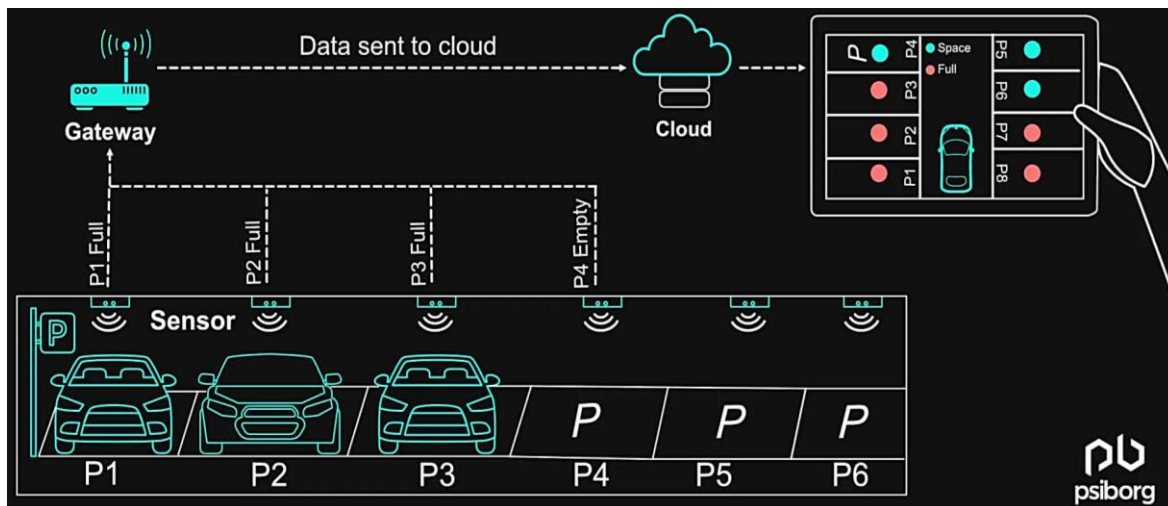 Data sent to cloud
Gateway
Cloud
P
P4
Space
Full
P3
P2
P1
P5
P6
P7
P8
P1 Full
P2 Full
P3 Full
P4 Empty
Sensor
P
P
P
P
P1
P2
P3
P4
P5
P6
pb
psiborg